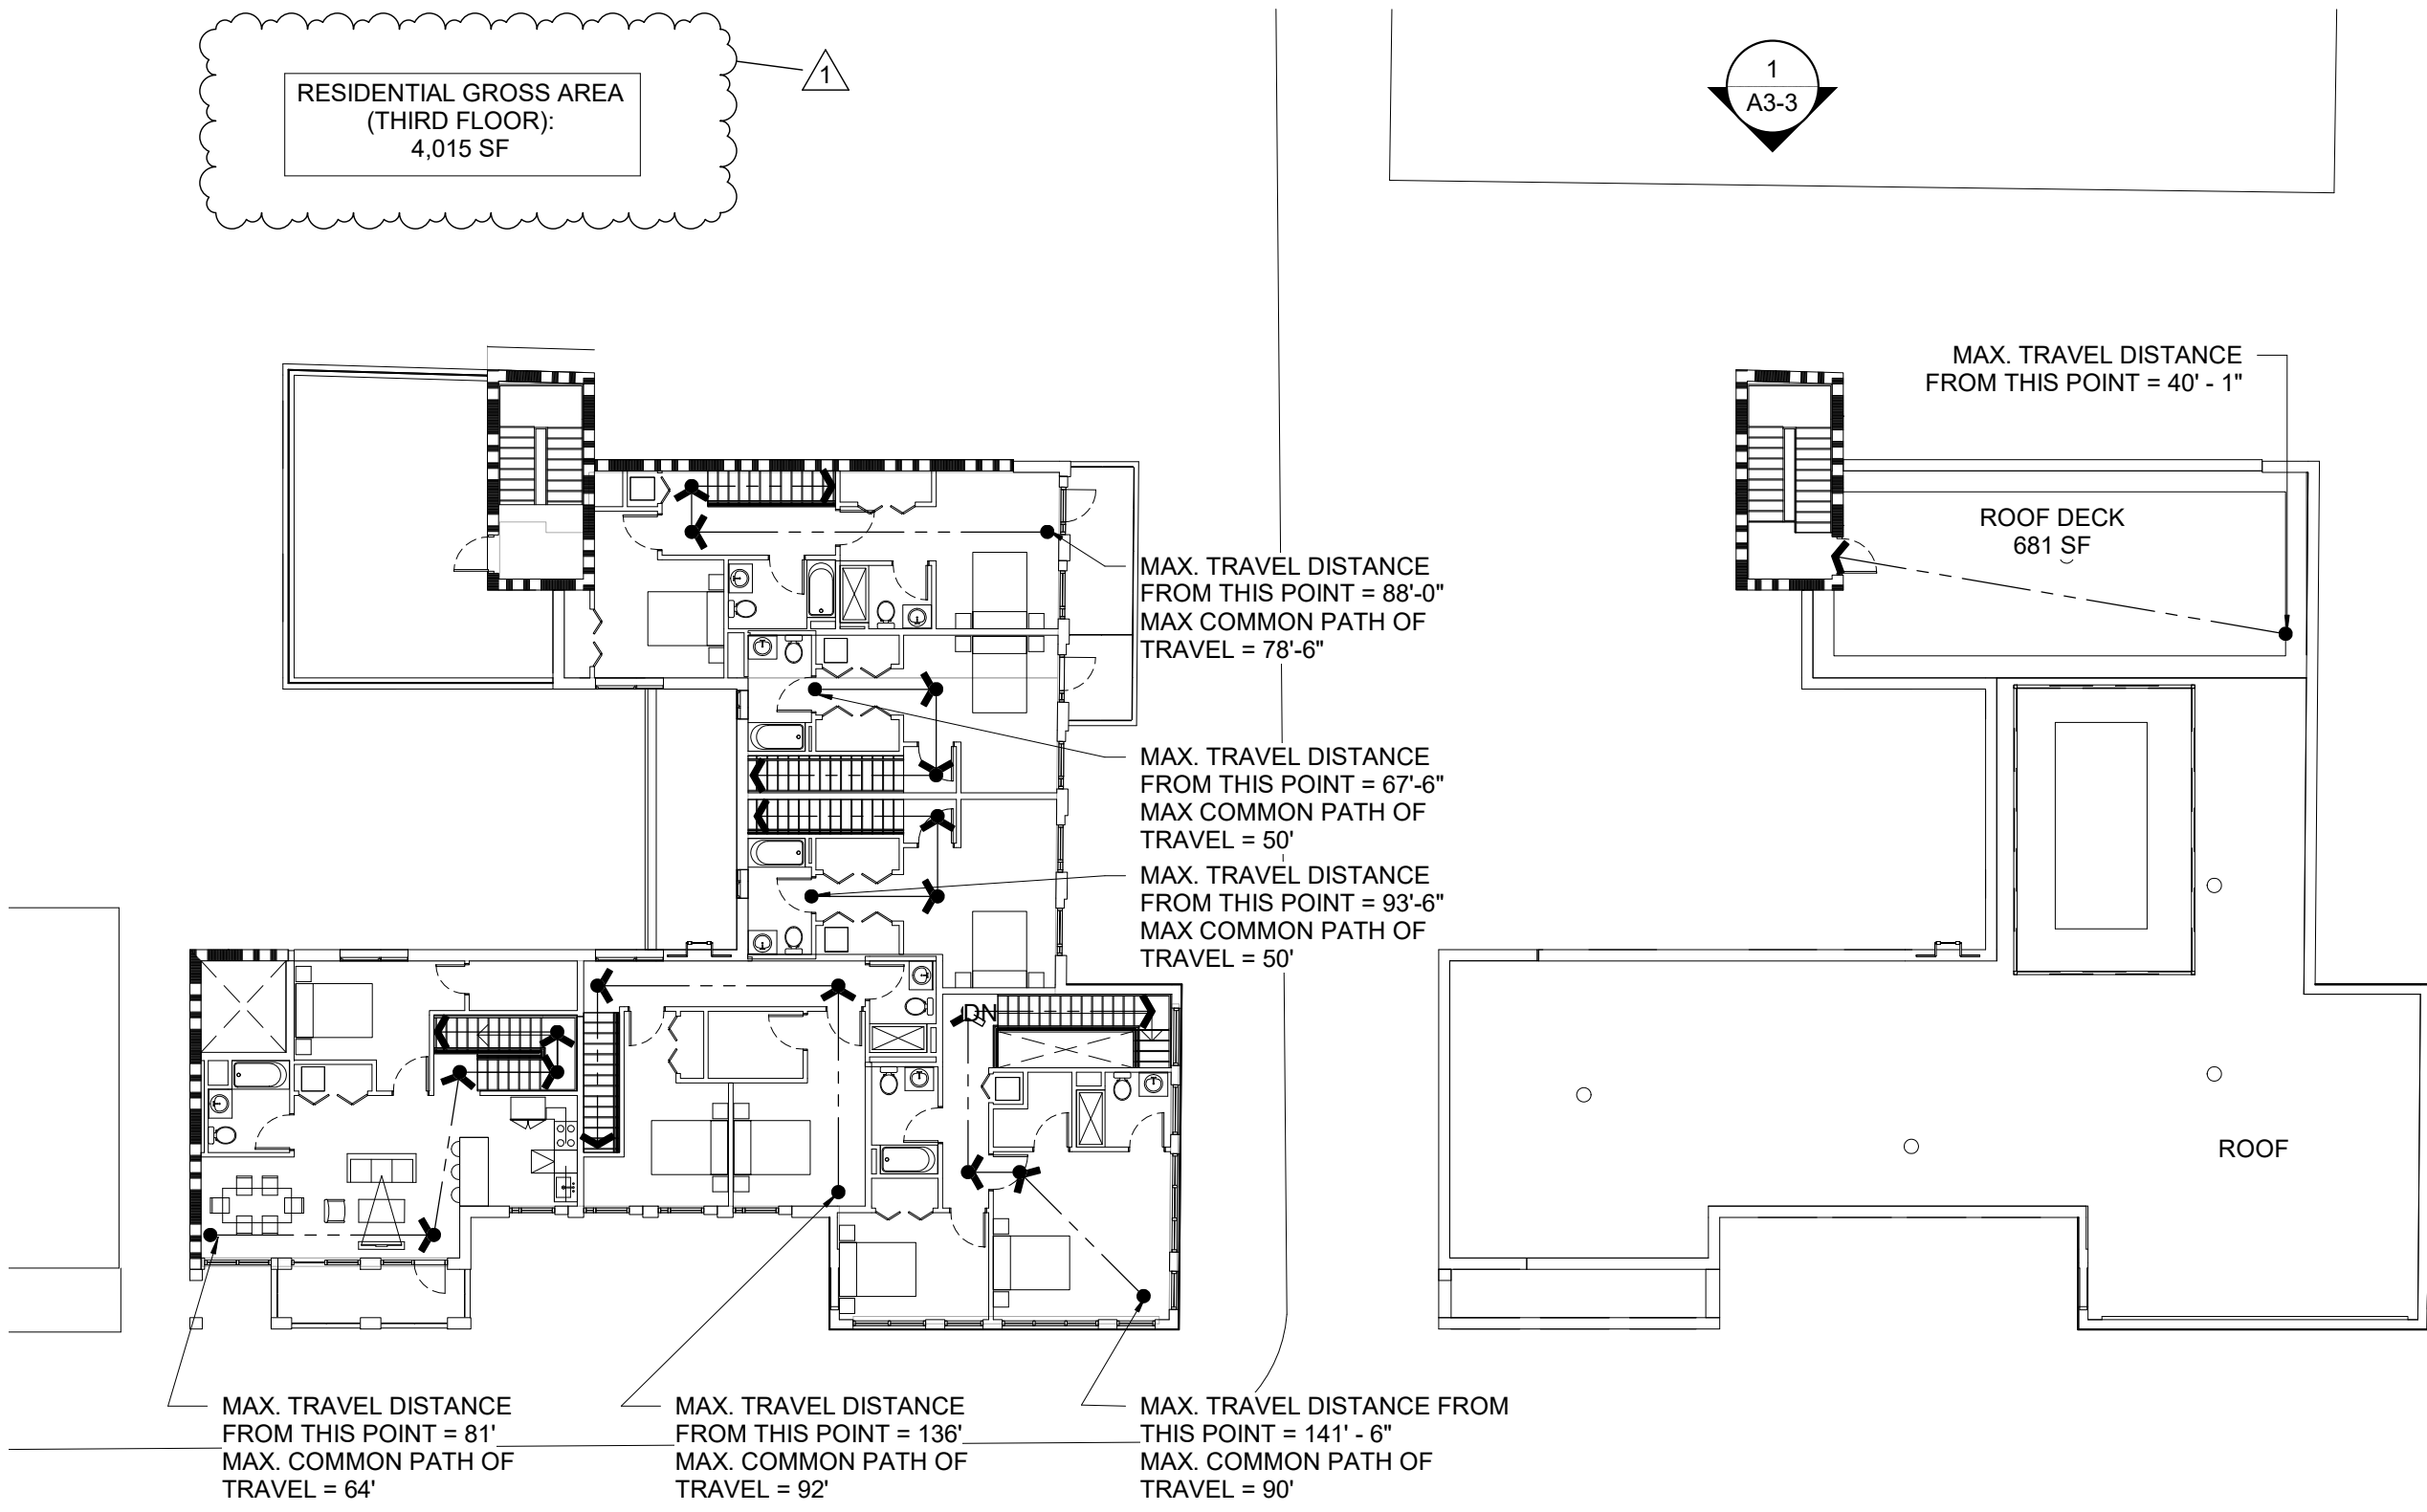 RESIDENTIAL GROSS AREA
(THIRD FLOOR):
4,015 SF
1
1
A3-3
MAX. TRAVEL DISTANCE
FROM THIS POINT = 40' - 1"
ROOF DECK
681 SF
MAX. TRAVEL DISTANCE
FROM THIS POINT = 88'-0"
MAX COMMON PATH OF
TRAVEL = 78'-6"
MAX. TRAVEL DISTANCE
FROM THIS POINT = 67'-6"
MAX COMMON PATH OF
TRAVEL = 50'
MAX. TRAVEL DISTANCE
FROM THIS POINT = 93'-6"
MAX COMMON PATH OF
TRAVEL = 50'
DN
ROOF
MAX. TRAVEL DISTANCE
FROM THIS POINT = 81'
MAX. COMMON PATH OF
TRAVEL = 64'
MAX. TRAVEL DISTANCE
FROM THIS POINT = 136'
MAX. COMMON PATH OF
TRAVEL = 92'
MAX. TRAVEL DISTANCE FROM
THIS POINT = 141' - 6"
MAX. COMMON PATH OF
TRAVEL = 90'